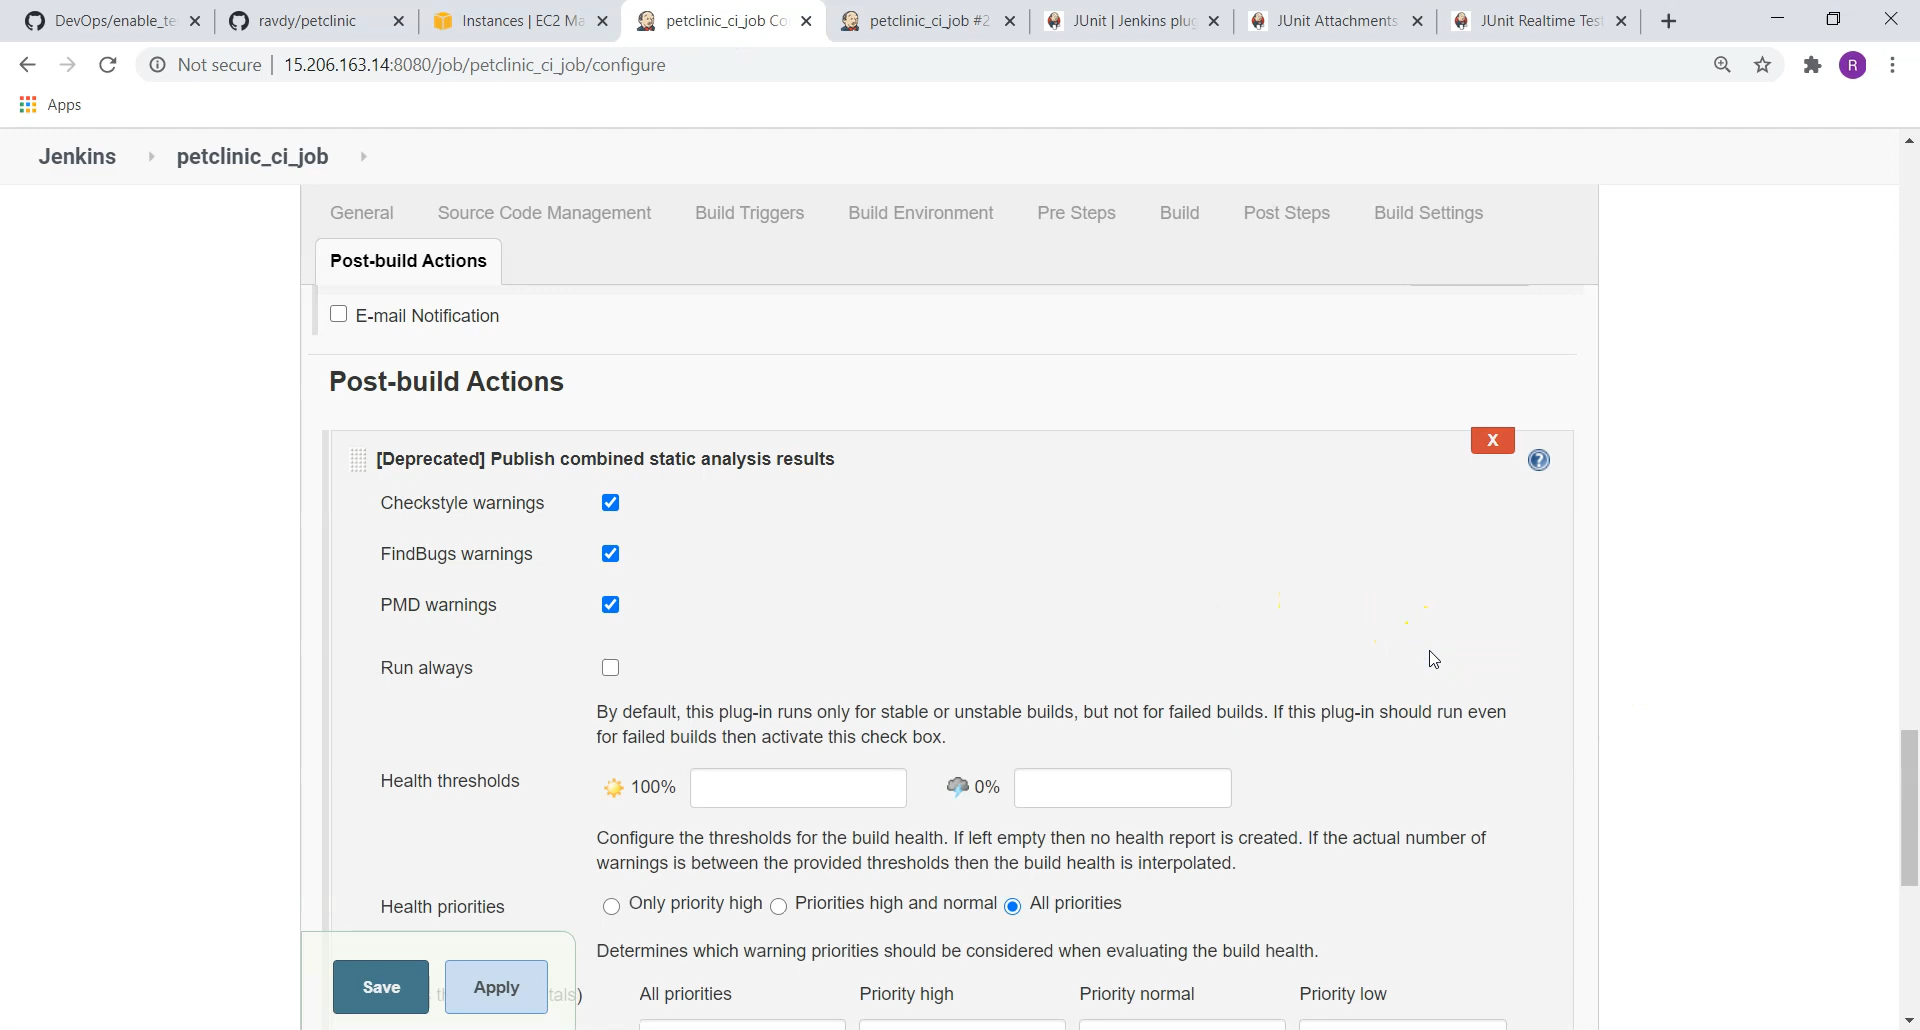 DevOps/enable_te
ravdy/petclinic
Instances | EC2 Ma
petclinic_ci_job Co
petclinic_ci_job #2
JUnit | Jenkins plug
JUnit Attachments
JUnit Realtime Test
Not secure | 15.206.163.14:8080/job/petclinic_ci_job/configure
R
Apps
Jenkins petclinic_ci_job
General Source Code Management Build Triggers Build Environment Pre Steps Build Post Steps Build Settings
Post-build Actions
E-mail Notification
Post-build Actions
X
[Deprecated] Publish combined static analysis results
?
Checkstyle warnings
FindBugs warnings
PMD warnings
Run always
By default, this plug-in runs only for stable or unstable builds, but not for failed builds. If this plug-in should run even
for failed builds then activate this check box.
Health thresholds 100% 0%
Configure the thresholds for the build health. If left empty then no health report is created. If the actual number of
warnings is between the provided thresholds then the build health is interpolated.
Health priorities Only priority high Priorities high and normal All priorities
Determines which warning priorities should be considered when evaluating the build health.
Save Apply tals) All priorities Priority high Priority normal Priority low